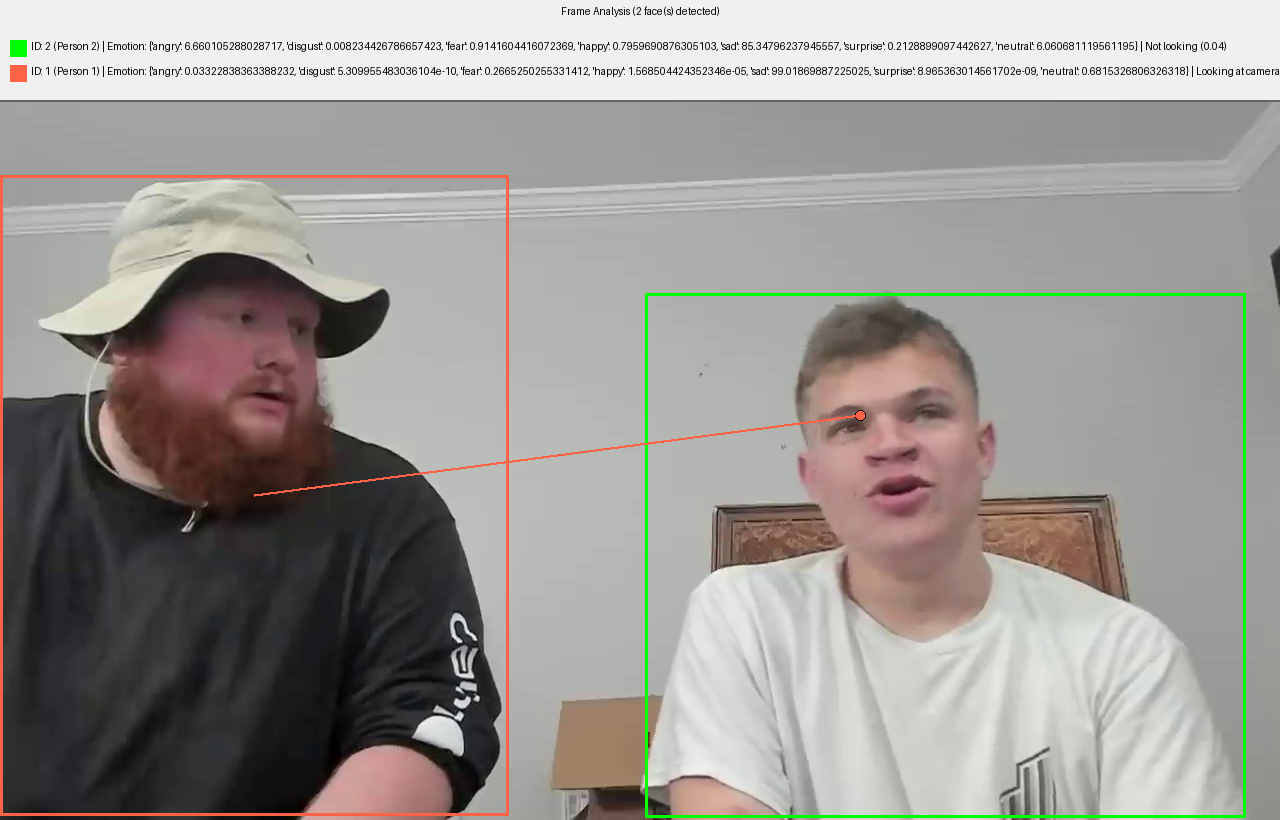 Frame Analysis (2 face(s) detected)
ID: 2 (Person 2) | Emotion: {'angry': 6.660105288028717, 'disgust': 0.008234426786657423, 'fear': 0.9141604416072369, 'happy': 0.7959690876305103, 'sad': 85.34796237945557, 'surprise': 0.2128899097442627, 'neutral': 6.060681119561195} | Not looking (0.04)
ID: 1 (Person 1) | Emotion: {'angry': 0.03322838363388232, 'disgust': 5.309955483036104e-10, 'fear': 0.2665250255331412, 'happy': 1.568504424352346e-05, 'sad': 99.01869887225025, 'surprise': 8.965363014561702e-09, 'neutral': 0.6815326806326318} | Looking at camera